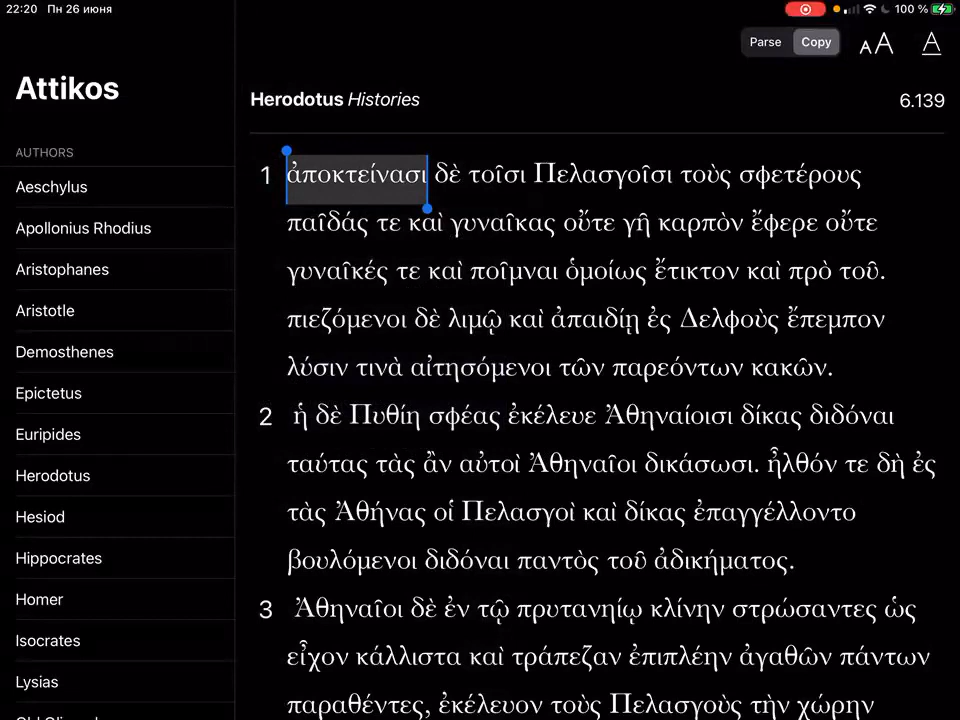 22:20 Пн 26 июня
100 %
Parse Copy AA A
Attikos
Herodotus Histories
6.139
AUTHORS
Aeschylus
Apollonius Rhodius
Aristophanes
Aristotle
Demosthenes
Epictetus
Euripides
Herodotus
Hesiod
Hippocrates
Homer
Isocrates
Lysias
1 ἀποκτείνασι δὲ τοῖσι Πελασγοῖσι τοὺς σφετέρους
παῖδάς τε καὶ γυναῖκας οὔτε γῆ καρπὸν ἔφερε οὔτε
γυναῖκές τε καὶ ποῖμναι ὁμοίως ἔτικτον καὶ πρὸ τοῦ.
πιεζόμενοι δὲ λιμῷ καὶ ἀπαιδίῃ ἐς Δελφοὺς ἔπεμπον
λύσιν τινὰ αἰτησόμενοι τῶν παρεόντων κακῶν.
2 ἡ δὲ Πυθίη σφέας ἐκέλευε Ἀθηναίοισι δίκας διδόναι
ταύτας τὰς ἂν αὐτοὶ Ἀθηναῖοι δικάσωσι. ἦλθόν τε δὴ ἐς
τὰς Ἀθήνας οἱ Πελασγοὶ καὶ δίκας ἐπαγγέλλοντο
βουλόμενοι διδόναι παντὸς τοῦ ἀδικήματος.
3 Ἀθηναῖοι δὲ ἐν τῷ πρυτανηίῳ κλίνην στρώσαντες ὡς
εἶχον κάλλιστα καὶ τράπεζαν ἐπιπλέην ἀγαθῶν πάντων
παραθέντες, ἐκέλευον τοὺς Πελασγοὺς τὴν χώρην